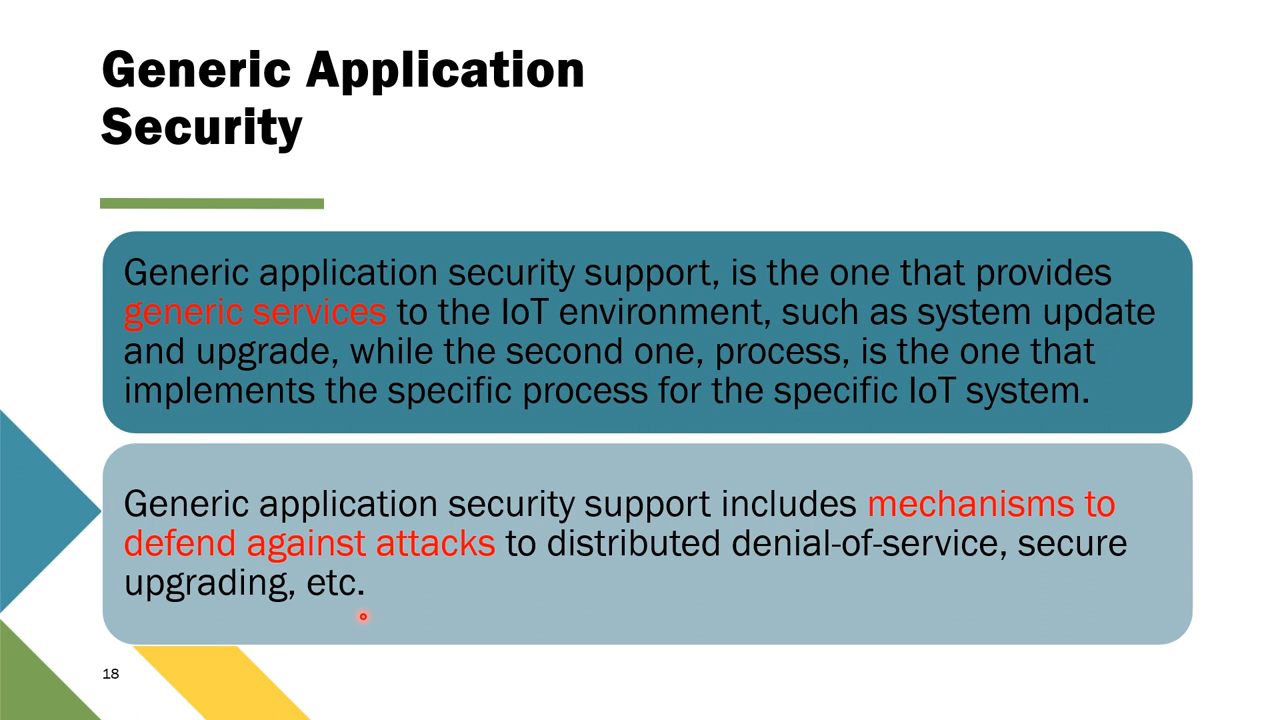 Generic Application
Security
Generic application security support, is the one that provides
generic services to the IoT environment, such as system update
and upgrade, while the second one, process, is the one that
implements the specific process for the specific IoT system.
Generic application security support includes mechanisms to
defend against attacks to distributed denial-of-service, secure
upgrading, etc.
18